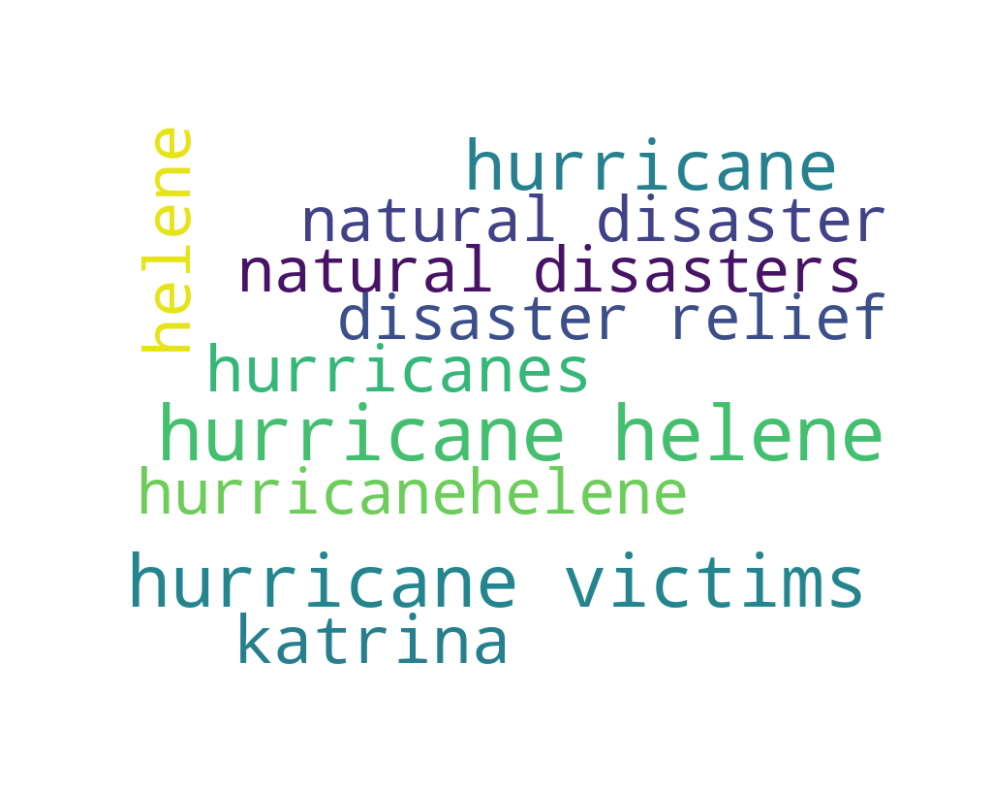 helene
hurricane
natural disaster
natural disasters
disaster relief
hurricanes
hurricane helene
hurricanehelene
hurricane victims
katrina